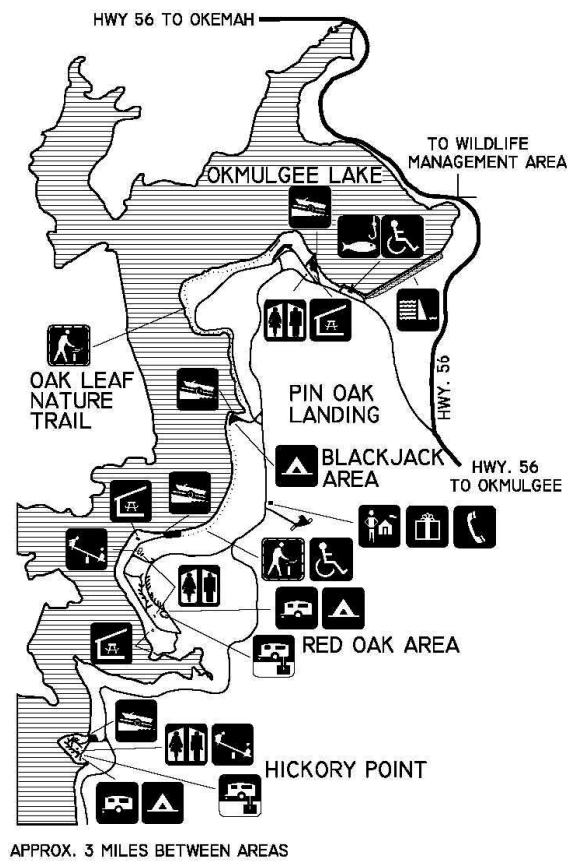 HWY 56 TO OKEMAH
TO WILDLIFE
MANAGEMENT AREA
OKMULGEE LAKE
OAK LEAF
NATURE
TRAIL
PIN OAK
LANDING
HWY. 56
BLACKJACK
AREA
HWY. 56
TO OKMULGEE
RED OAK AREA
HICKORY POINT
APPROX. 3 MILES BETWEEN AREAS